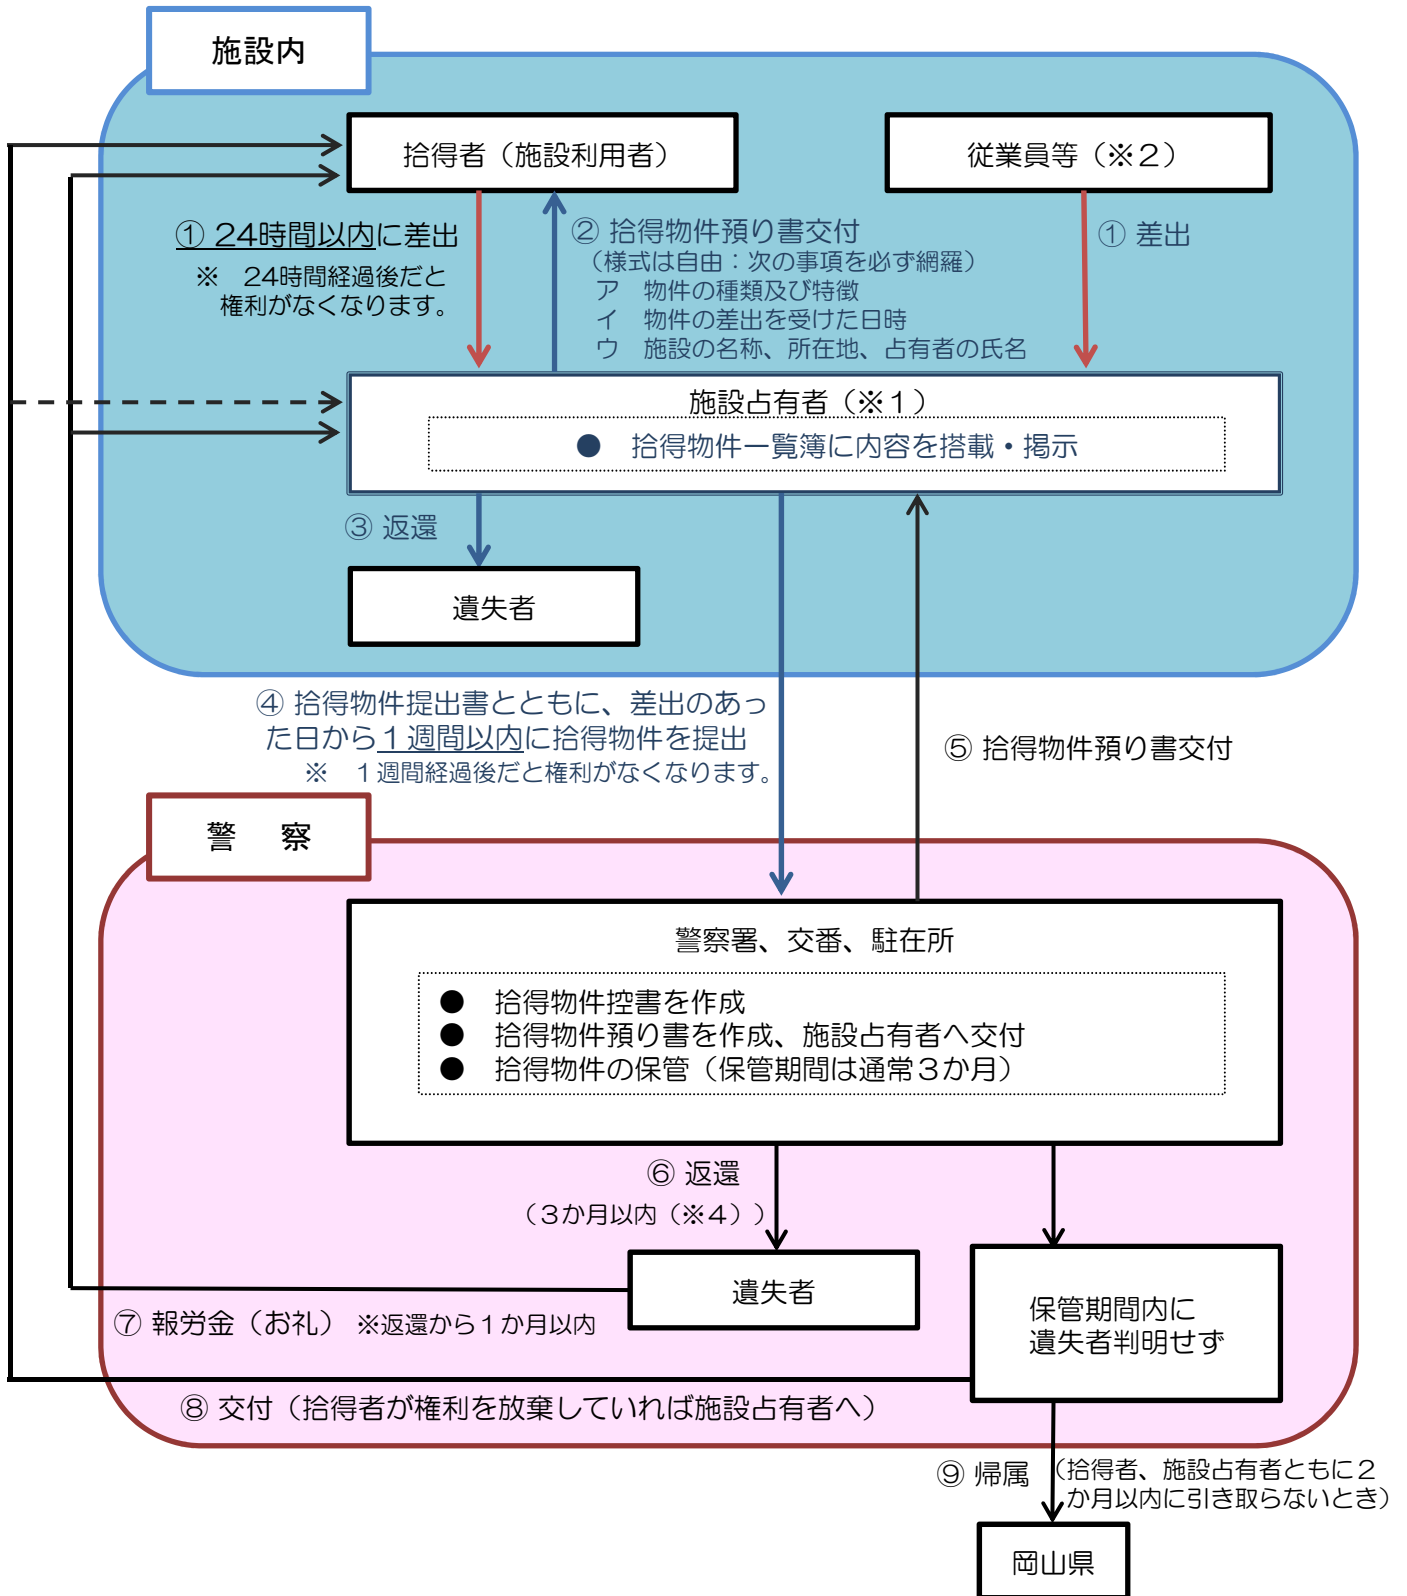 施設内
拾得者（施設利用者）
従業員等（※２）
① 24時間以内に差出
※　24時間経過後だと
権利がなくなります。
② 拾得物件預り書交付
（様式は自由：次の事項を必ず網羅）
ア　物件の種類及び特徴
イ　物件の差出を受けた日時
ウ　施設の名称、所在地、占有者の氏名
① 差出
施設占有者（※１）
●　拾得物件一覧簿に内容を搭載・掲示
③ 返還
遺失者
④ 拾得物件提出書とともに、差出のあっ
た日から１週間以内に拾得物件を提出
※　１週間経過後だと権利がなくなります。
⑤ 拾得物件預り書交付
警　察
警察署、交番、駐在所
●　拾得物件控書を作成
●　拾得物件預り書を作成、施設占有者へ交付
●　拾得物件の保管（保管期間は通常３か月）
⑥ 返還
（３か月以内（※４））
遺失者
保管期間内に
遺失者判明せず
⑦ 報労金（お礼）※返還から１か月以内
⑧ 交付（拾得者が権利を放棄していれば施設占有者へ）
⑨ 帰属（拾得者、施設占有者ともに２
か月以内に引き取らないとき）
岡山県